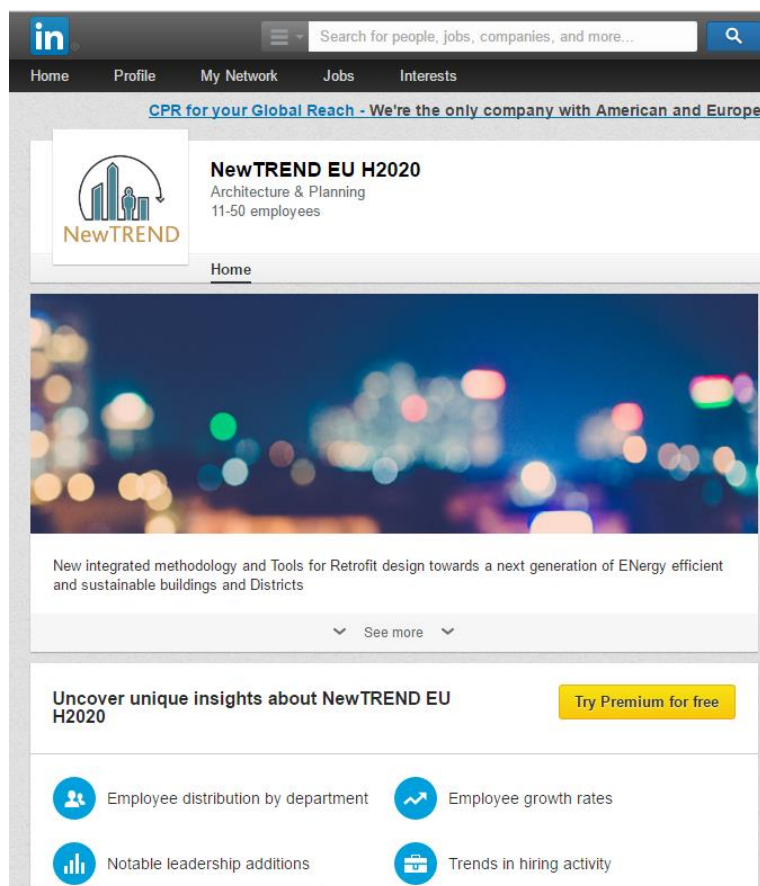 in
Search for people, jobs, companies, and more...
Home Profile My Network Jobs Interests
CPR for your Global Reach - We're the only company with American and Europe
NewTREND
NewTREND EU H2020
Architecture & Planning
11-50 employees
Home
New integrated methodology and Tools for Retrofit design towards a next generation of ENergy efficient
and sustainable buildings and Districts
See more
Uncover unique insights about NewTREND EU
H2020
Try Premium for free
Employee distribution by department
Employee growth rates
Notable leadership additions
Trends in hiring activity